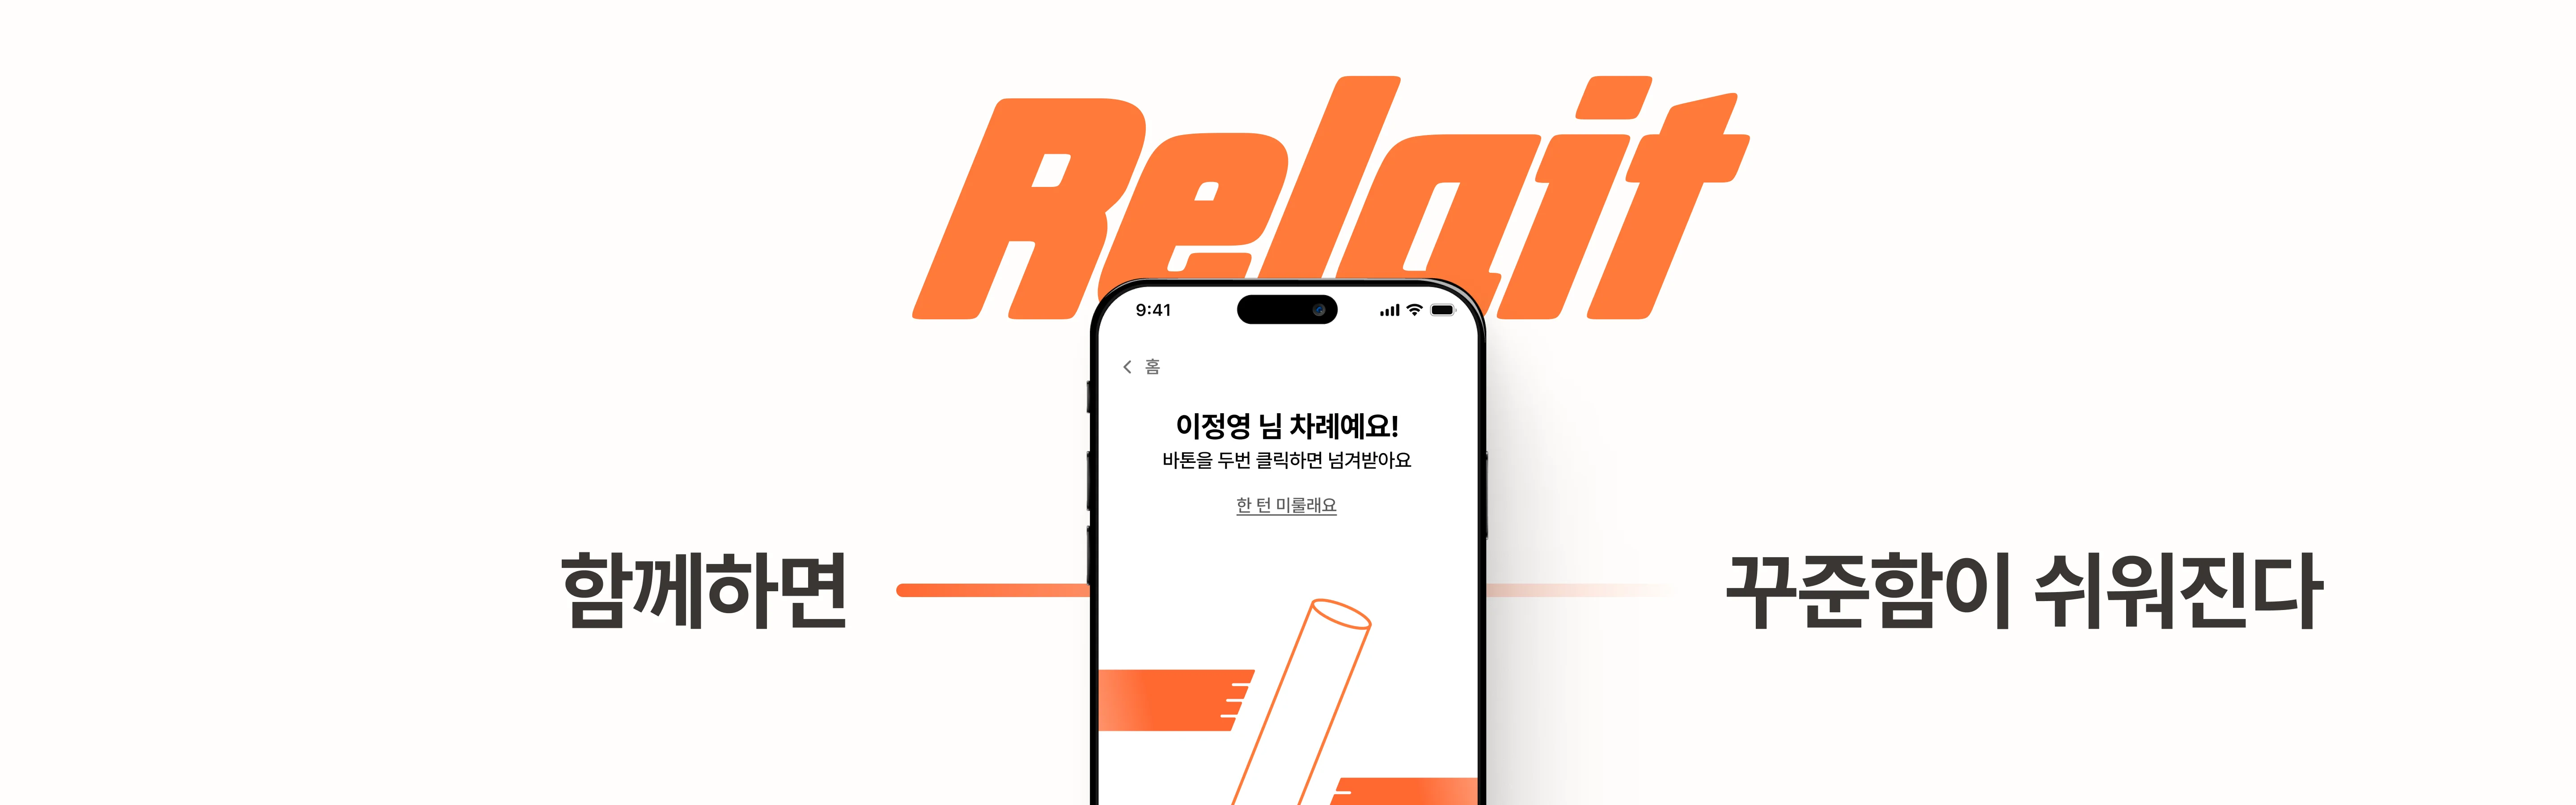 Relait
9:41
홈
이정영 님 차례예요!
바톤을 두번 클릭하면 넘겨받아요
한 턴 미룰래요
함께하면
꾸준함이 쉬워진다